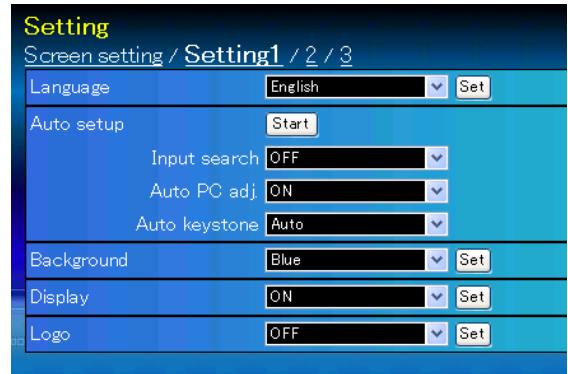 Setting
Screen setting / Setting1 / 2 / 3
Language English Set
Auto setup Start
Input search OFF
Auto PC adj. ON
Auto keystone Auto
Background Blue Set
Display ON Set
Logo OFF Set